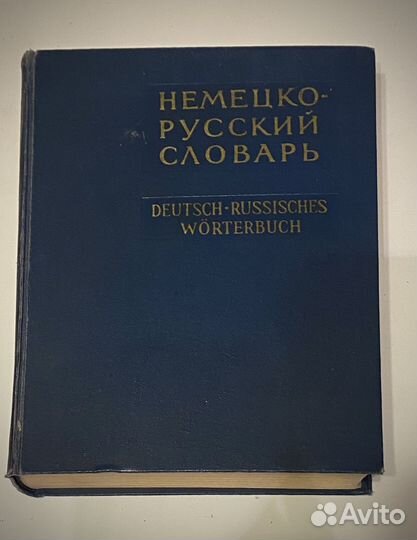 НЕМЕЦКО-
РУССКИЙ
СЛОВАРЬ
DEUTSCH-RUSSISCHES
WÖRTERBUCH
Avito